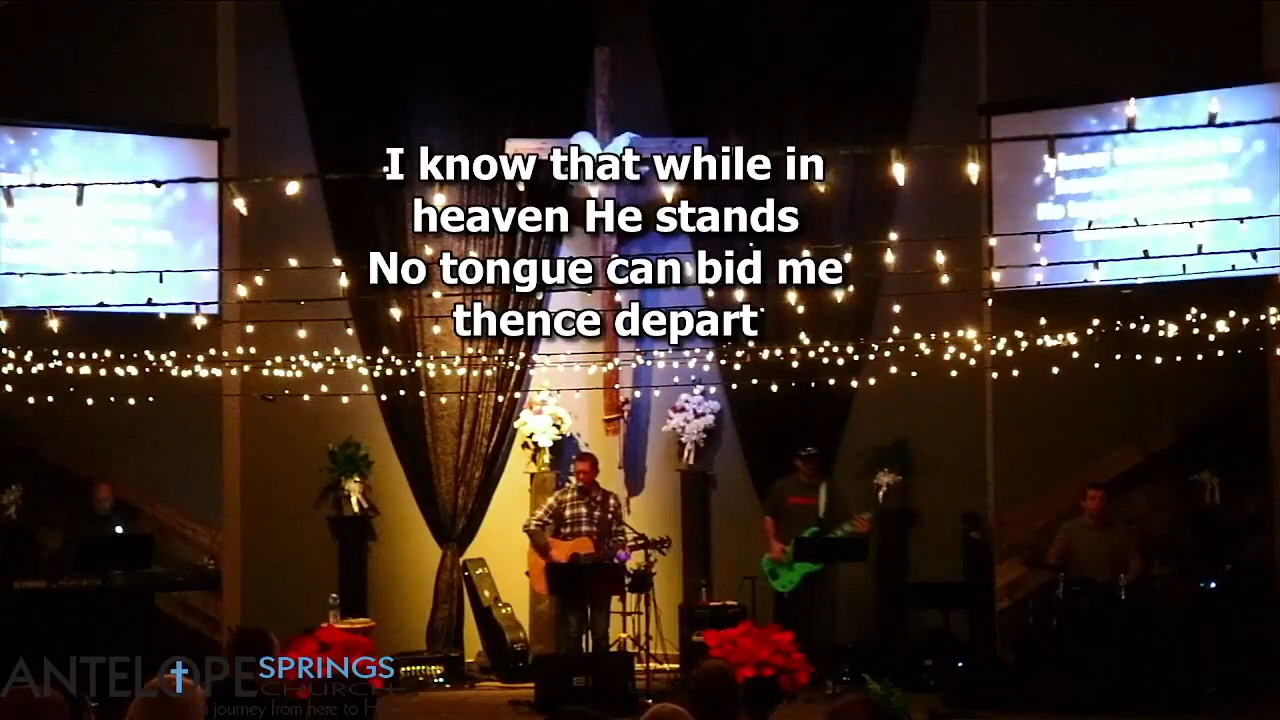 I know that while in
heaven He stands
No tongue can bid me
thence depart
ANTELOPE SPRINGS
CHURCH
a journey from here to